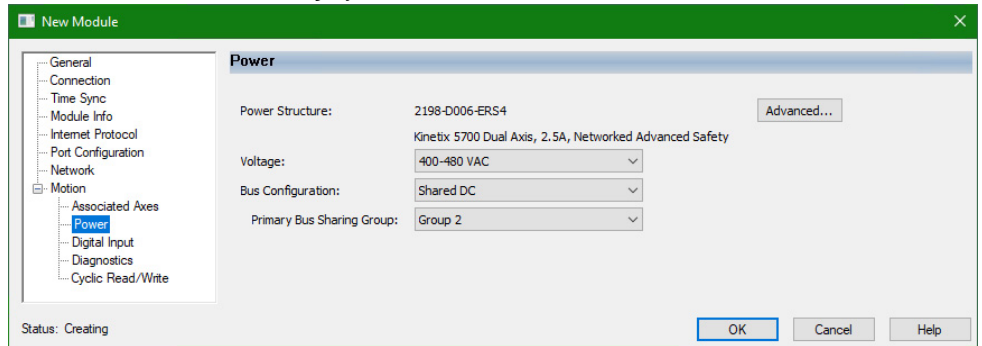 New Module
General
Connection
Time Sync
Module Info
Internet Protocol
Port Configuration
Network
Motion
Associated Axes
Power
Digital Input
Diagnostics
Cyclic Read/Write
Power
Power Structure: 2198-D006-ERS4 Advanced...
Kinetix 5700 Dual Axis, 2.5A, Networked Advanced Safety
Voltage: 400-480 VAC
Bus Configuration: Shared DC
Primary Bus Sharing Group: Group 2
Status: Creating OK Cancel Help